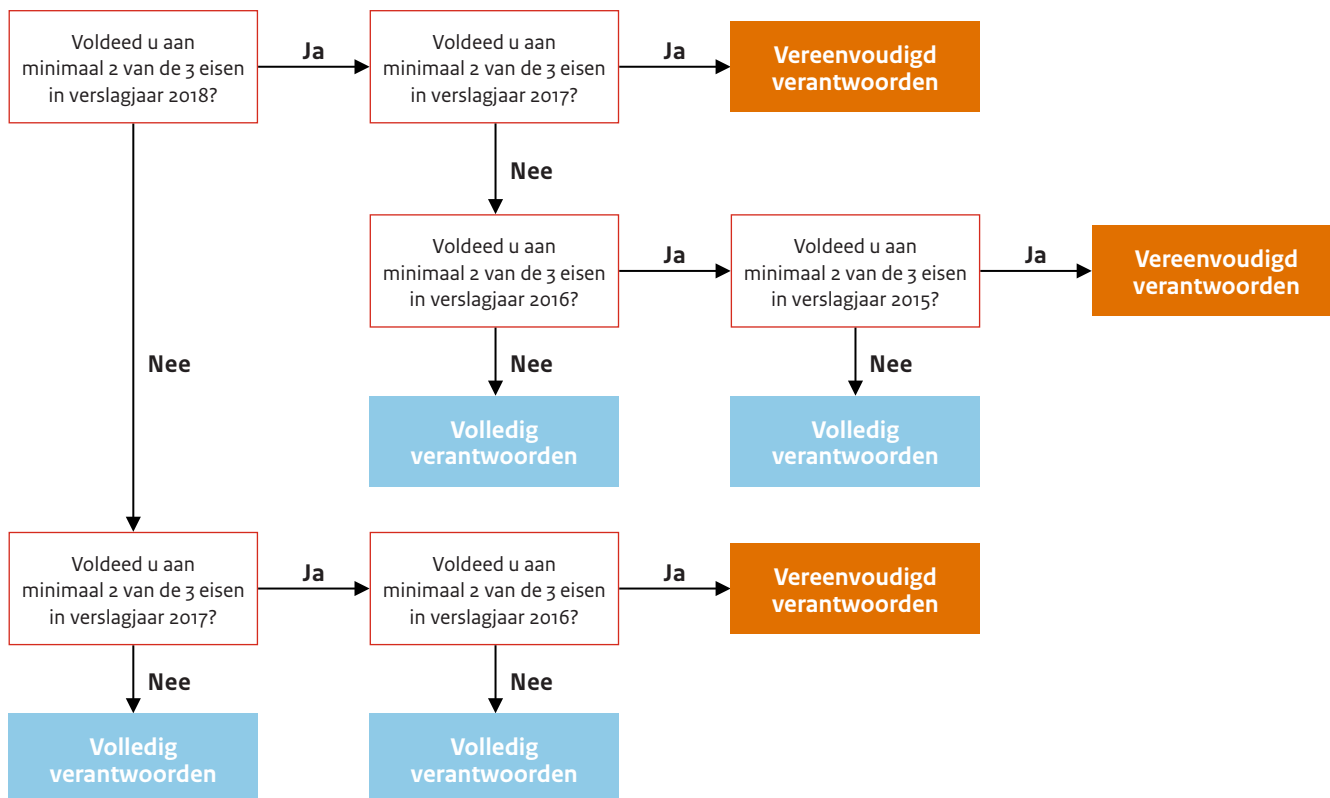 Voldeed u aan
minimaal 2 van de 3 eisen
in verslagjaar 2018?
Ja
Voldeed u aan
minimaal 2 van de 3 eisen
in verslagjaar 2017?
Ja
Vereenvoudigd
verantwoorden
Nee
Voldeed u aan
minimaal 2 van de 3 eisen
in verslagjaar 2016?
Ja
Voldeed u aan
minimaal 2 van de 3 eisen
in verslagjaar 2015?
Ja
Vereenvoudigd
verantwoorden
Nee
Nee
Nee
Volledig
verantwoorden
Volledig
verantwoorden
Voldeed u aan
minimaal 2 van de 3 eisen
in verslagjaar 2017?
Ja
Voldeed u aan
minimaal 2 van de 3 eisen
in verslagjaar 2016?
Ja
Vereenvoudigd
verantwoorden
Nee
Nee
Volledig
verantwoorden
Volledig
verantwoorden